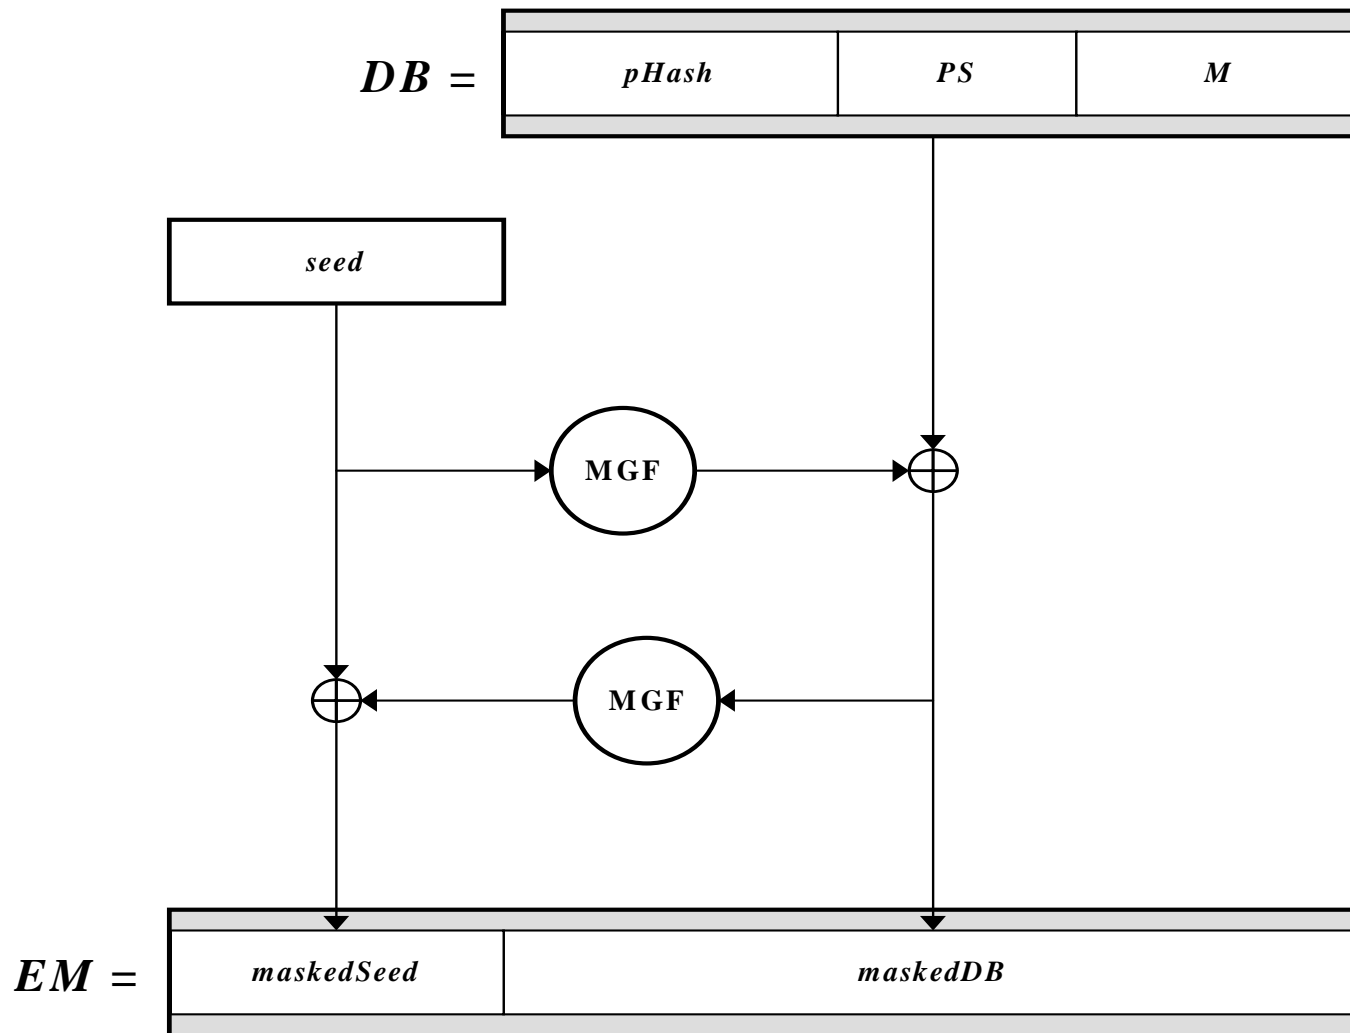 DB = pHash PS M
seed
MGF
MGF
EM = maskedSeed maskedDB